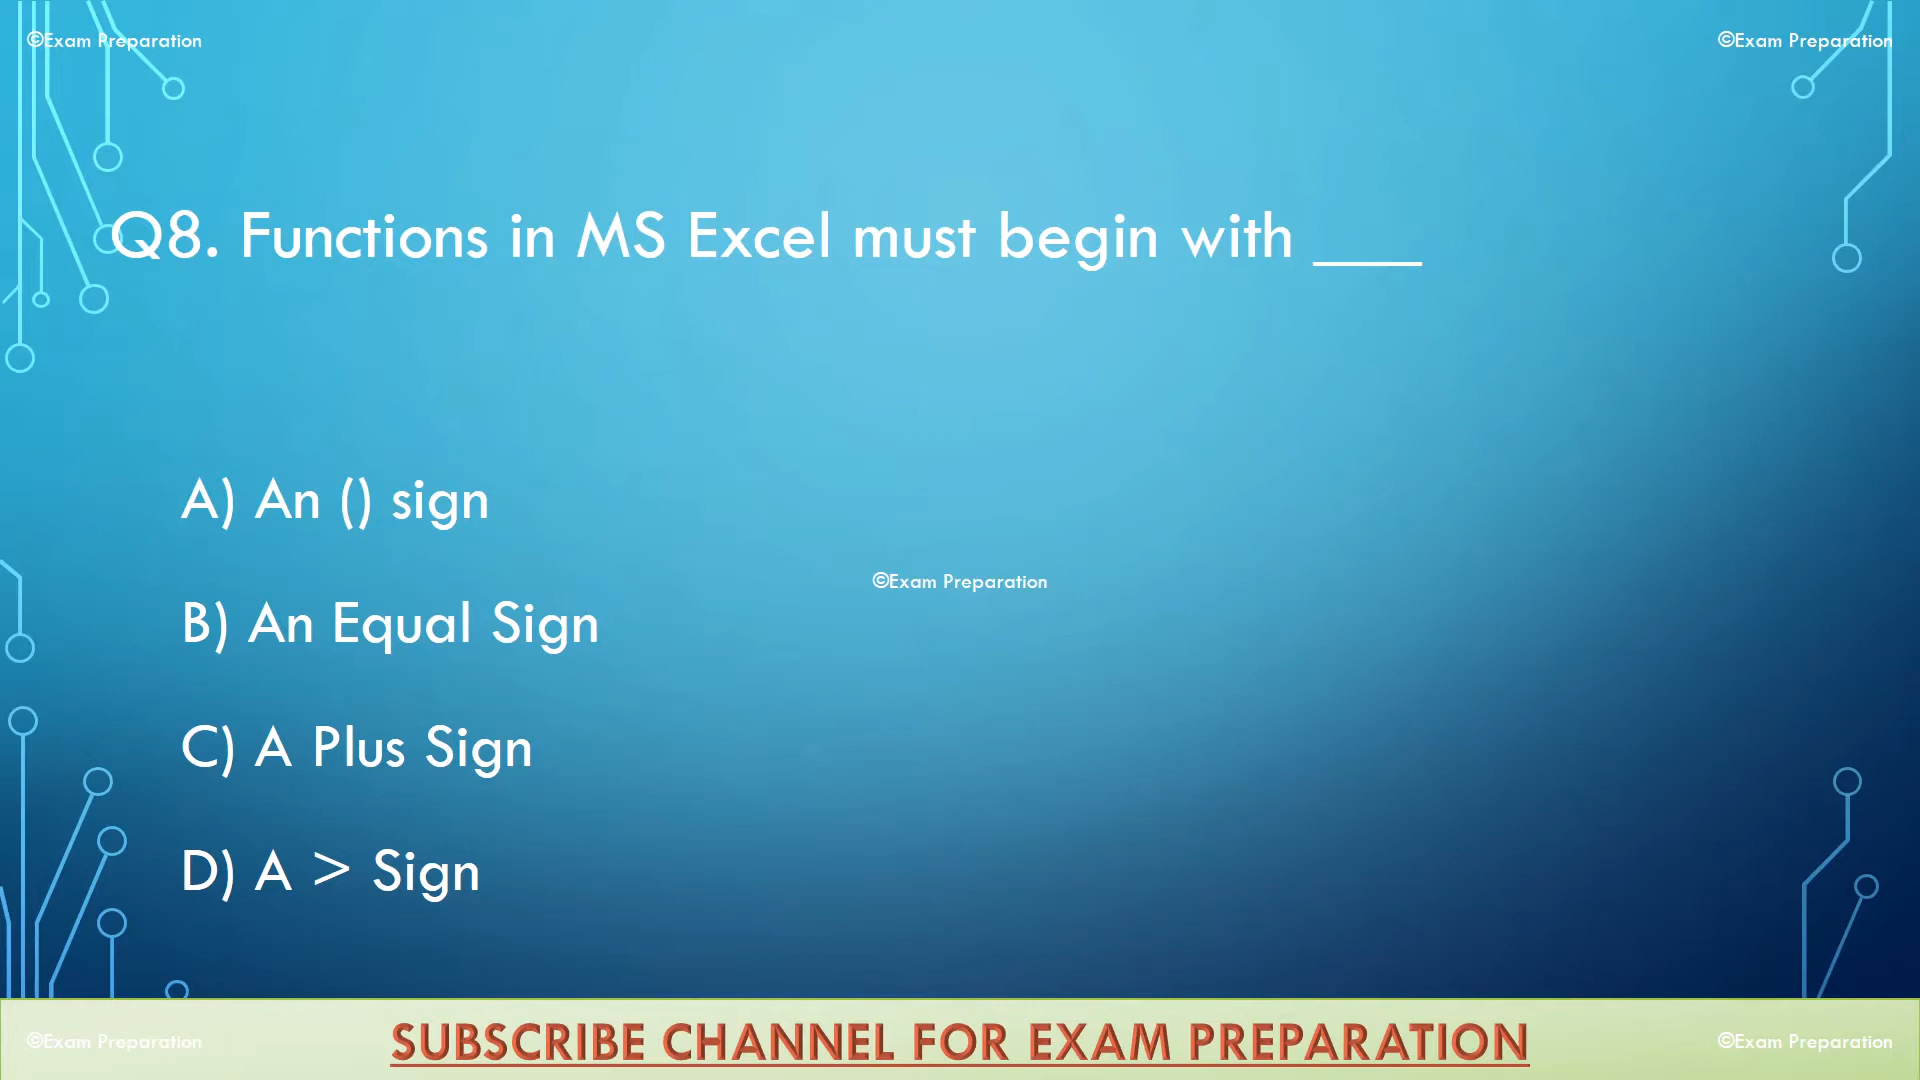 ©Exam Preparation
©Exam Preparation
Q8. Functions in MS Excel must begin with ____
A) An () sign
©Exam Preparation
B) An Equal Sign
C) A Plus Sign
D) A > Sign
©Exam Preparation
SUBSCRIBE CHANNEL FOR EXAM PREPARATION
©Exam Preparation